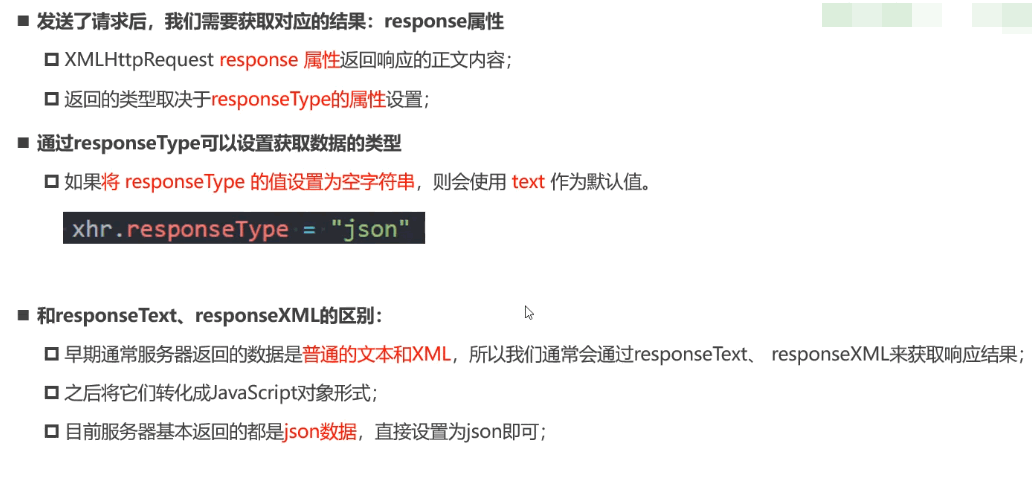 ■ 发送了请求后，我们需要获取对应的结果：response属性
□ XMLHttpRequest response 属性返回响应的正文内容；
□ 返回的类型取决于responseType的属性设置；
■ 通过responseType可以设置获取数据的类型
□ 如果将 responseType 的值设置为空字符串，则会使用 text 作为默认值。
xhr.responseType = "json"
■ 和responseText、responseXML的区别：
□ 早期通常服务器返回的数据是普通的文本和XML，所以我们通常会通过responseText、 responseXML来获取响应结果；
□ 之后将它们转化成JavaScript对象形式；
□ 目前服务器基本返回的都是json数据，直接设置为json即可；